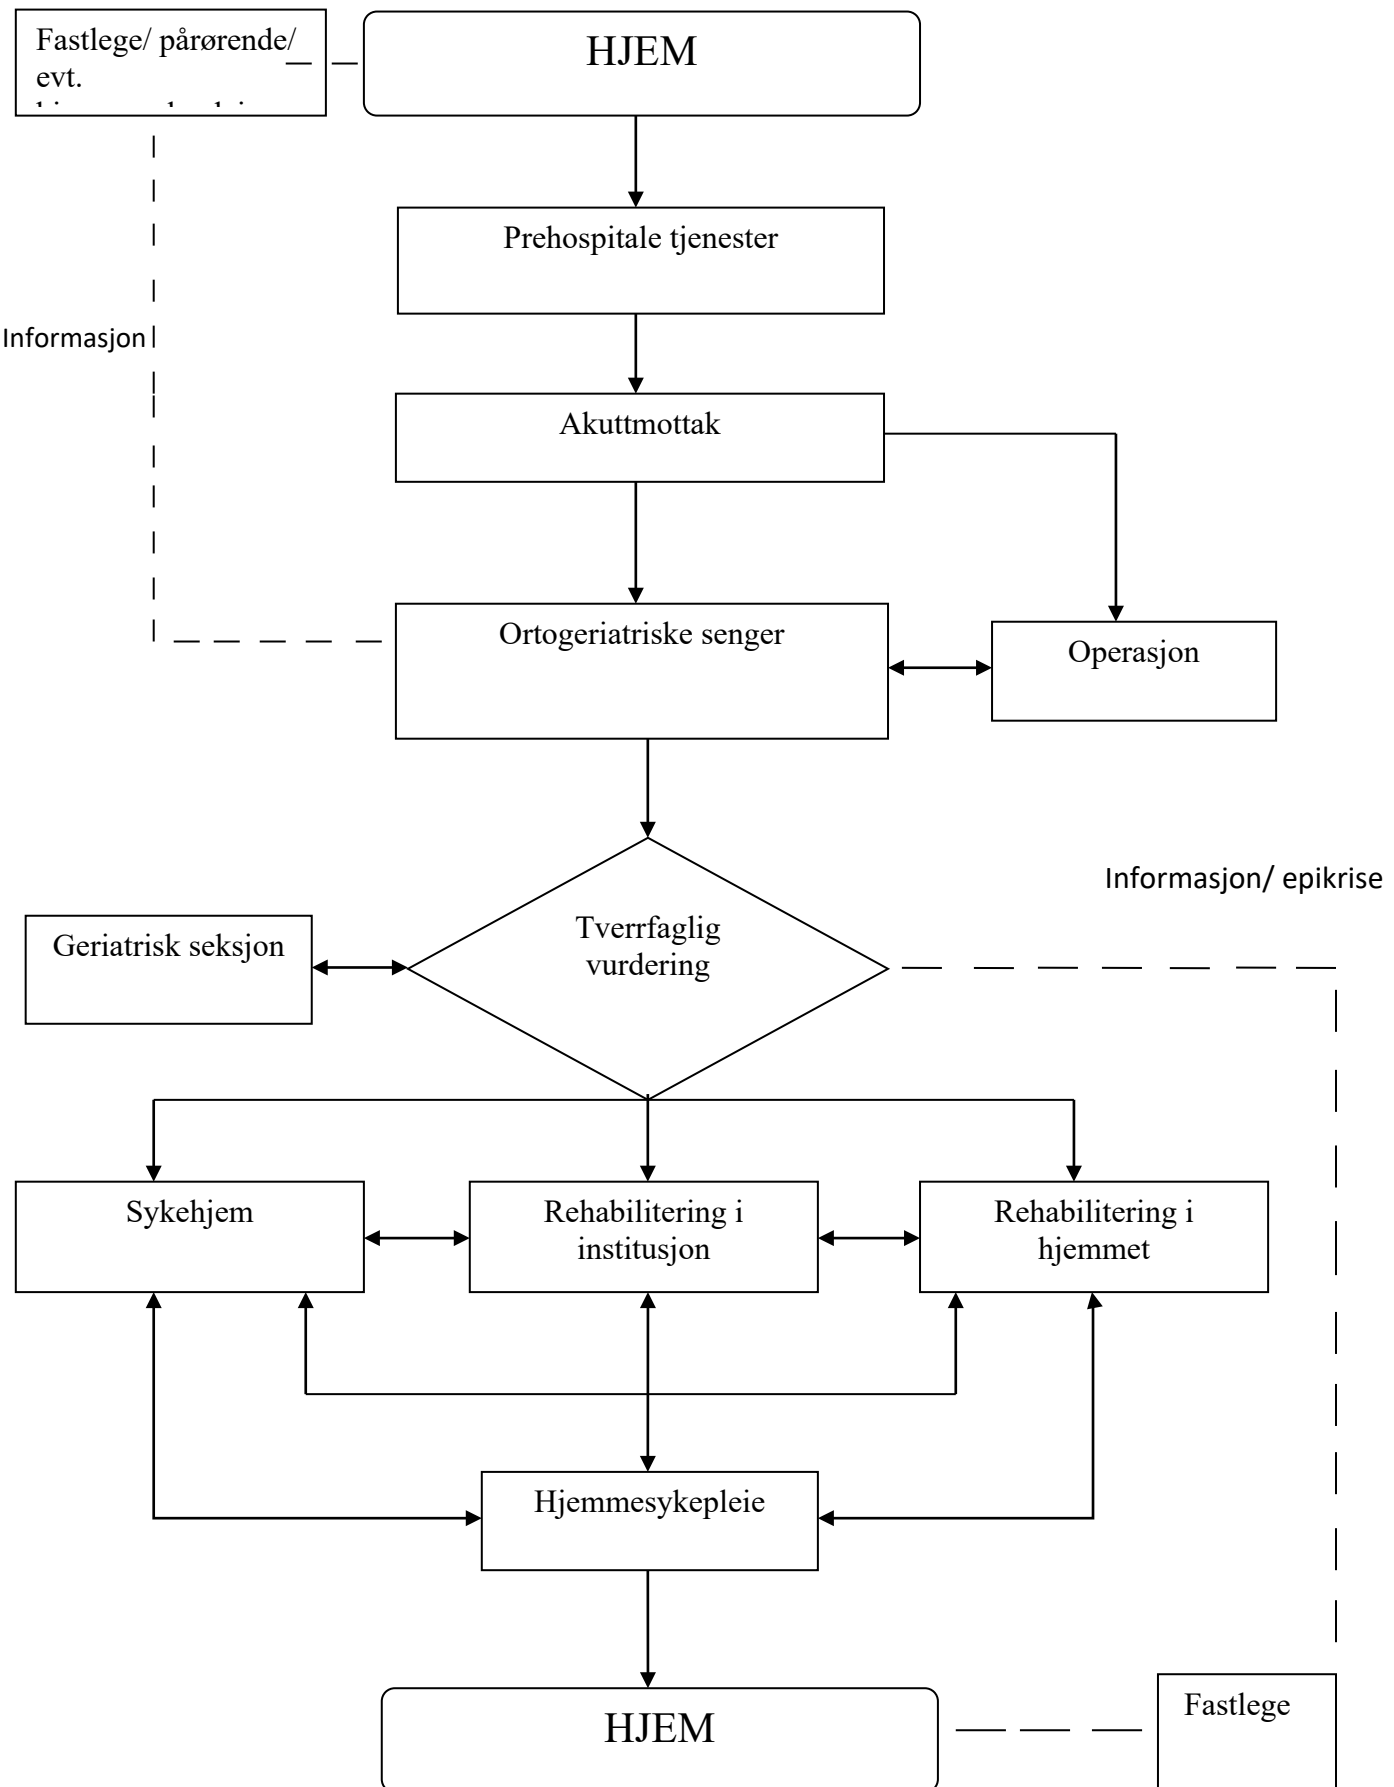 Fastlege/ pårørende/
evt.
HJEM
Prehospitale tjenester
Informasjon
Akuttmottak
Ortogeriatriske senger
Operasjon
Informasjon/ epikrise
Tverrfaglig
vurdering
Geriatrisk seksjon
Sykehjem
Rehabilitering i
institusjon
Rehabilitering i
hjemmet
Hjemmesykepleie
HJEM
Fastlege